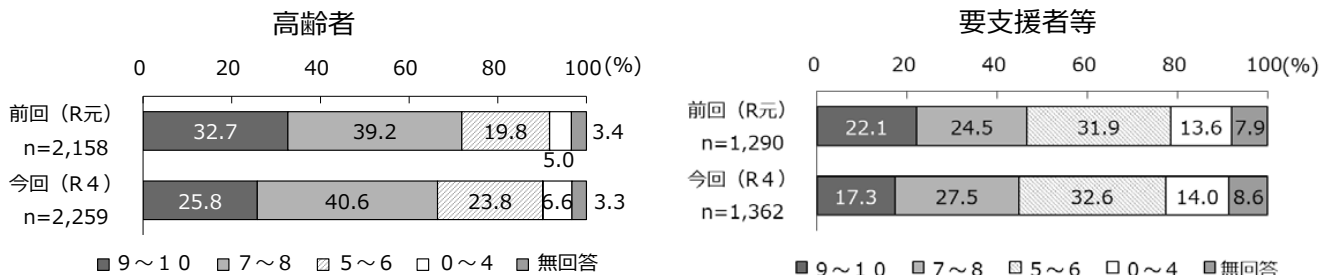 高齢者
0 20 40 60 80 100(%)
前回（R元）
n=2,158
32.7 39.2 19.8 5.0 3.4
今回（R４）
n=2,259
25.8 40.6 23.8 6.6 3.3
９～１０ ７～８ ５～６ ０～４ 無回答
要支援者等
0 20 40 60 80 100(%)
前回（R元）
n=1,290
22.1 24.5 31.9 13.6 7.9
今回（R４）
n=1,362
17.3 27.5 32.6 14.0 8.6
９～１０ ７～８ ５～６ ０～４ 無回答